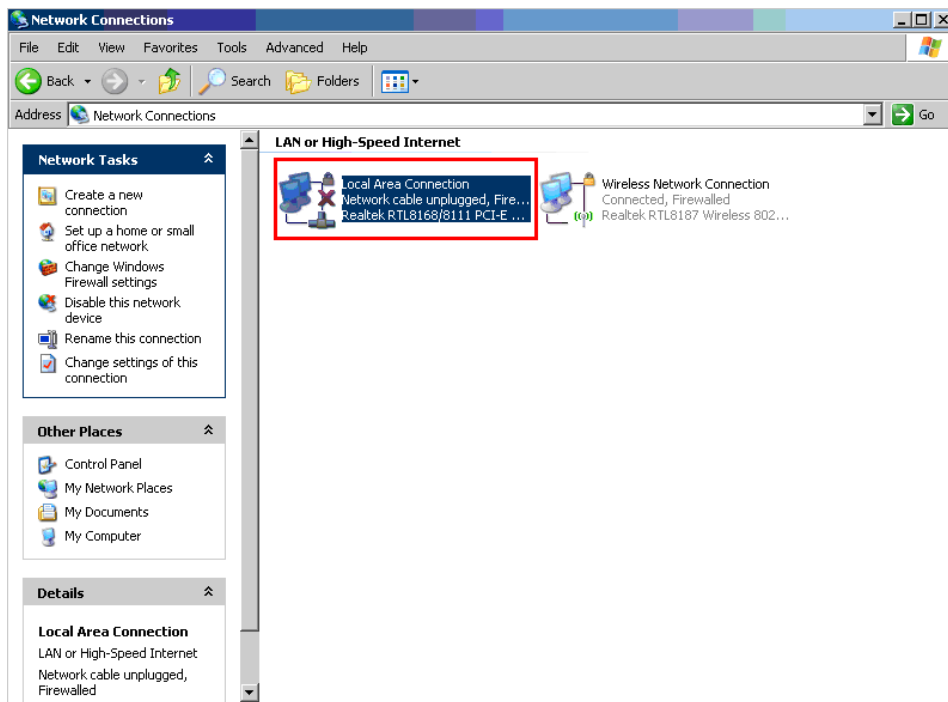 Network Connections
File Edit View Favorites Tools Advanced Help
Back Search Folders
Address Network Connections Go
Network Tasks
Create a new
connection
Set up a home or small
office network
Change Windows
Firewall settings
Disable this network
device
Rename this connection
Change settings of this
connection
Other Places
Control Panel
My Network Places
My Documents
My Computer
Details
Local Area Connection
LAN or High-Speed Internet
Network cable unplugged,
Firewalled
LAN or High-Speed Internet
Local Area Connection
Network cable unplugged, Fire...
Realtek RTL8168/8111 PCI-E ...
Wireless Network Connection
Connected, Firewalled
Realtek RTL8187 Wireless 802...